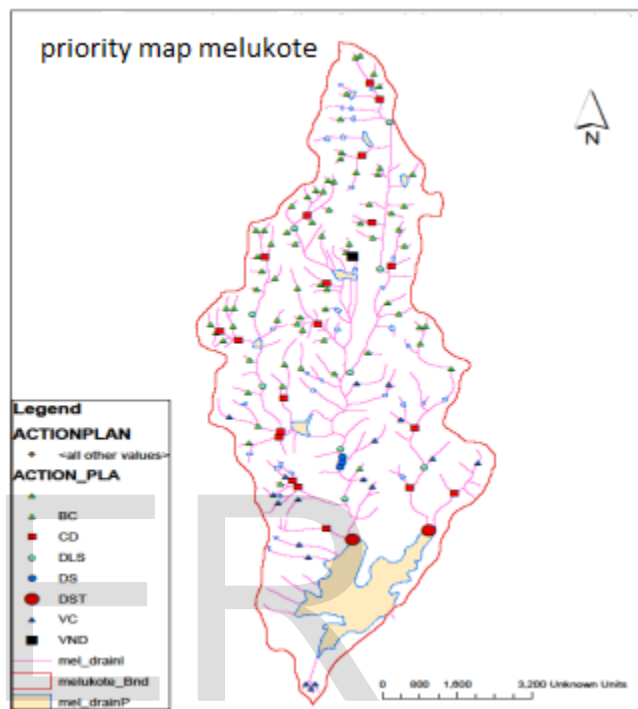 priority map melukote
N
Legend
ACTIONPLAN
<all other values>
ACTION_PLA
BC
CD
DLS
DS
DST
VC
VND
mel_drainl
melukote_Bnd
mel_drainP
0 800 1,600 3,200 Unknown Units
ER